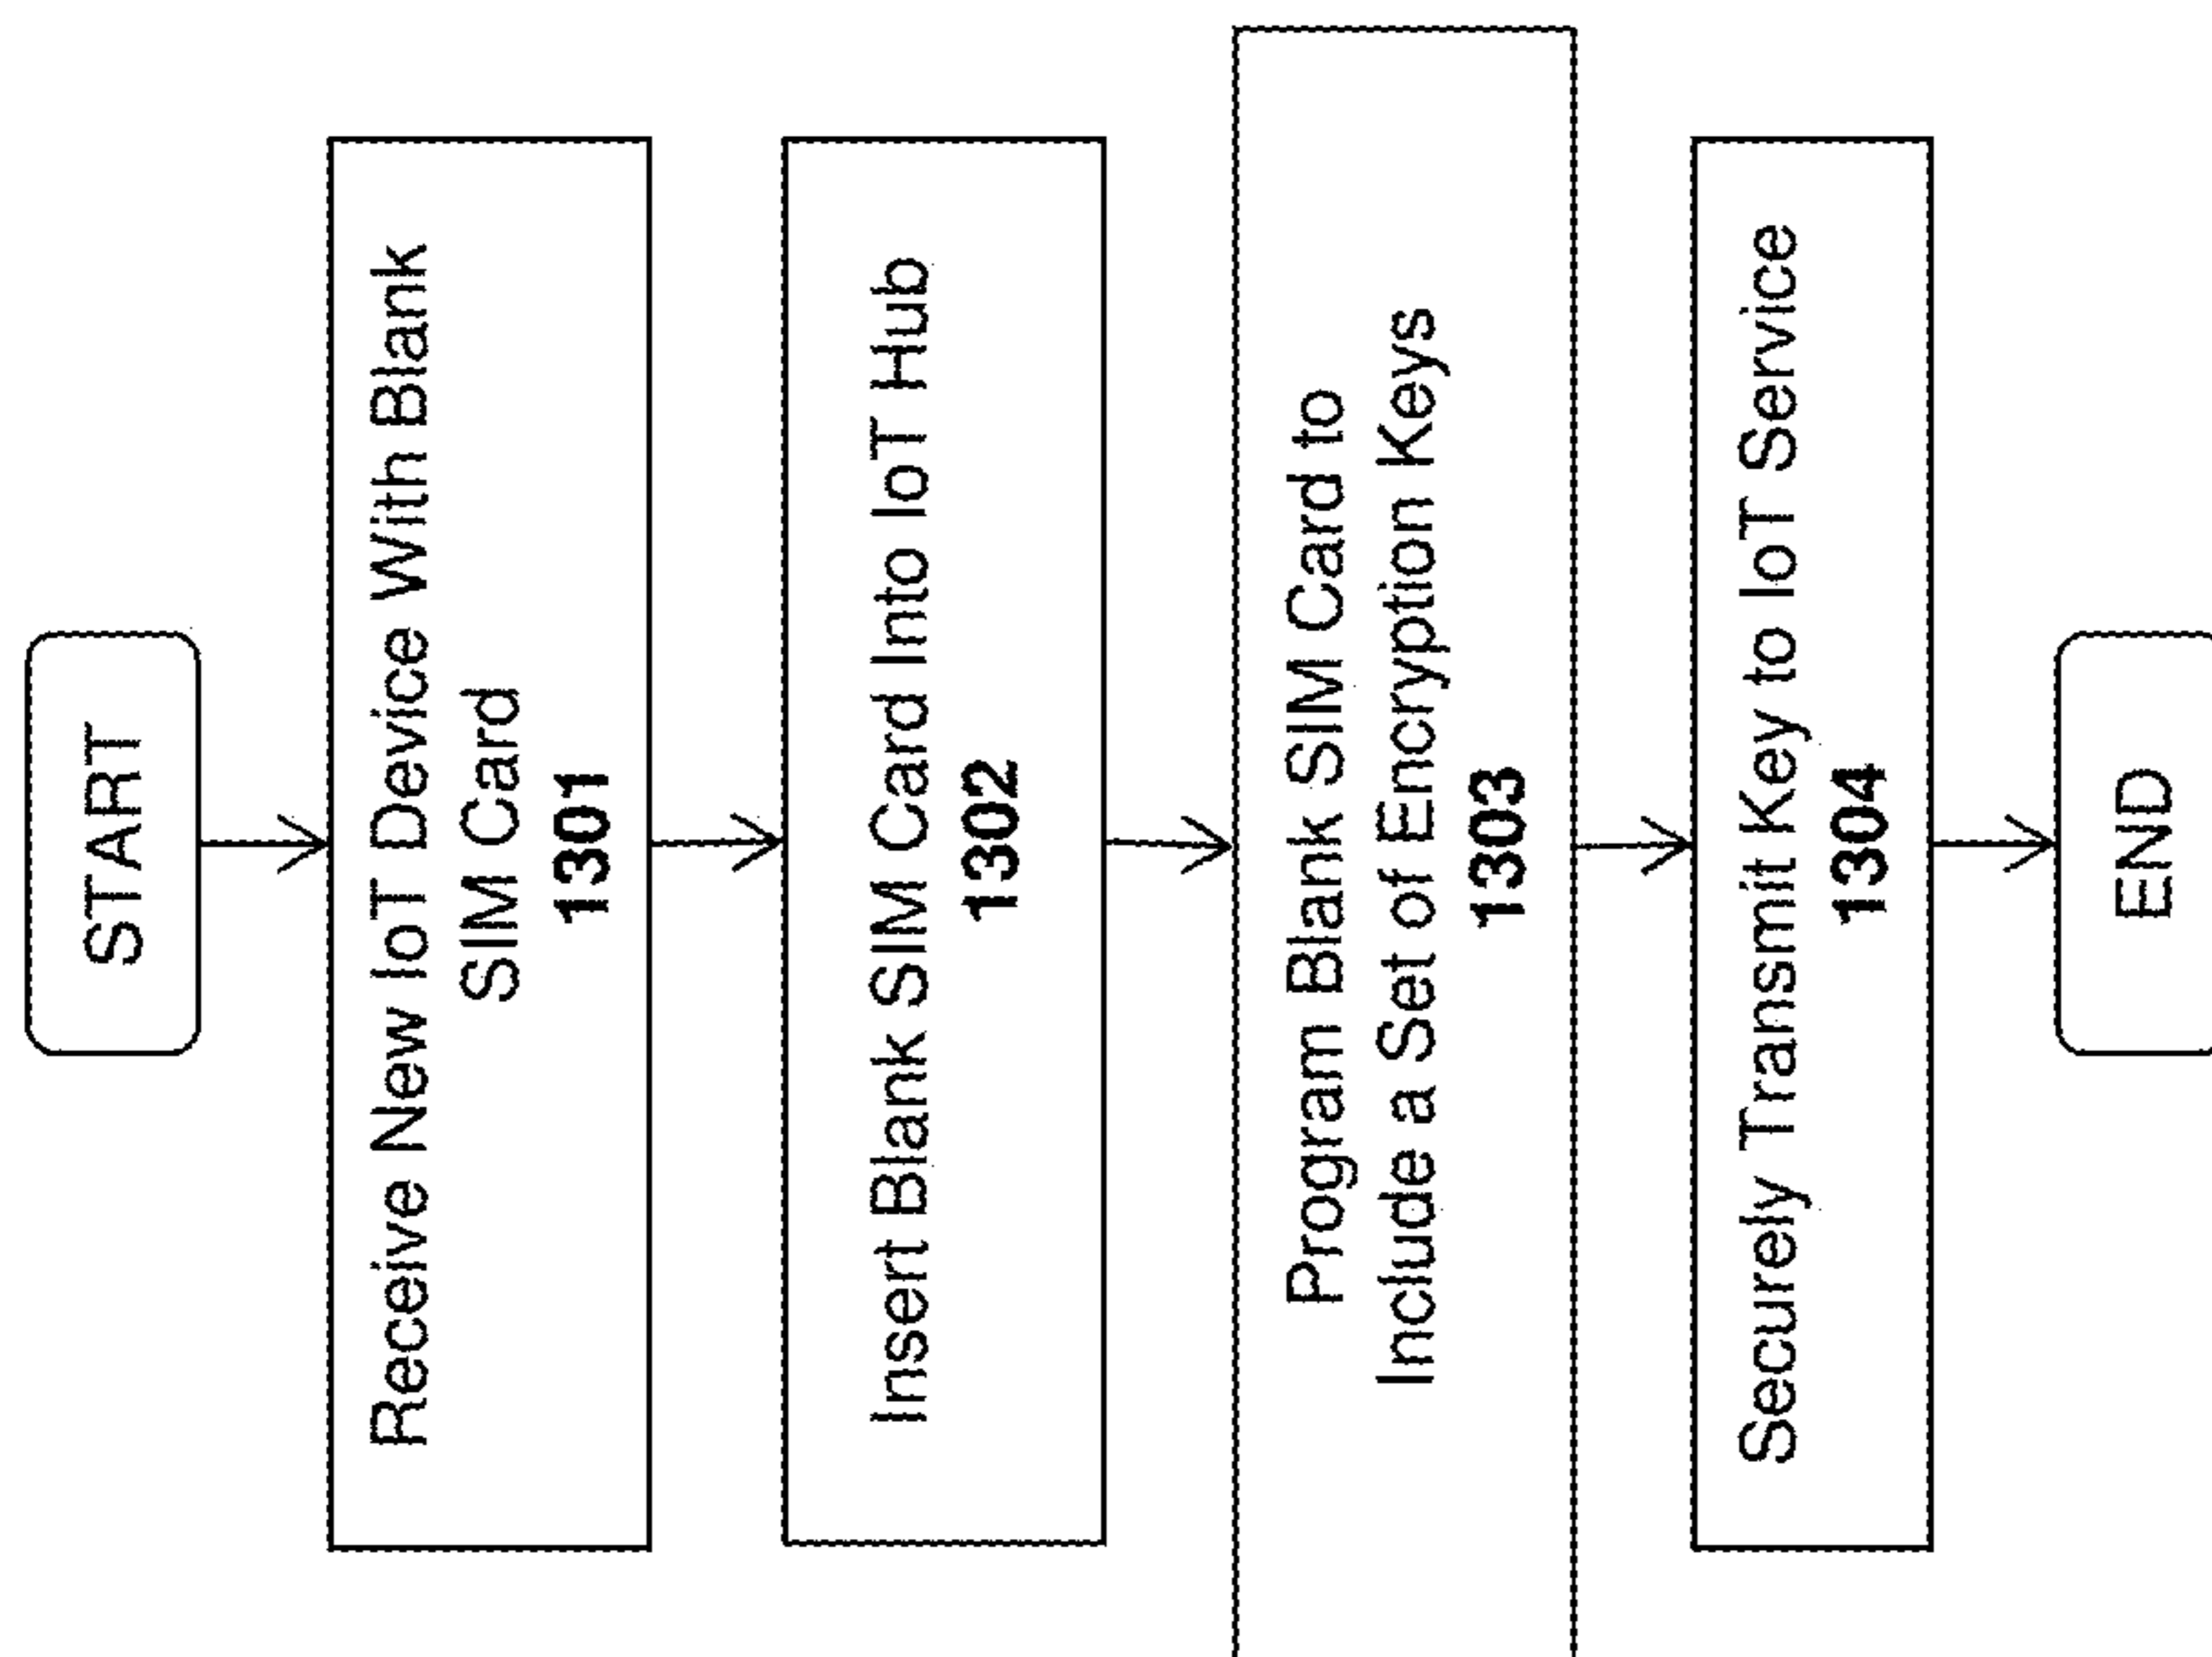 START
Receive New IoT Device With Blank
SIM Card
1301
Insert Blank SIM Card Into IoT Hub
1302
Program Blank SIM Card to
Include a Set of Encryption Keys
1303
Securely Transmit Key to IoT Service
1304
END